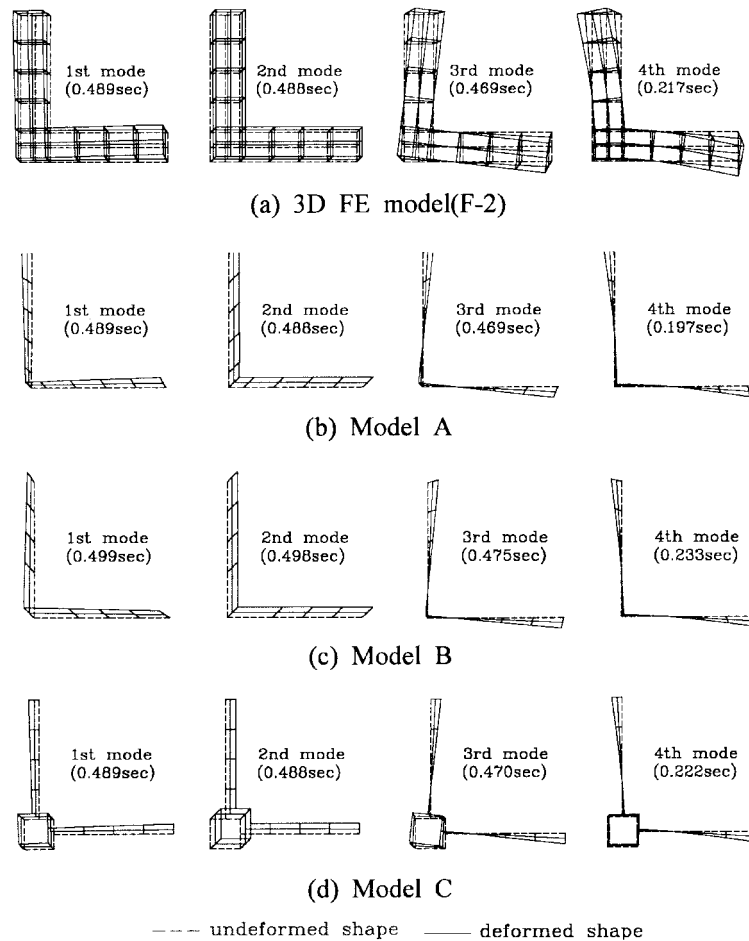 1st mode
(0.489sec)
2nd mode
(0.488sec)
3rd mode
(0.469sec)
4th mode
(0.217sec)
(a) 3D FE model(F-2)
1st mode
(0.489sec)
2nd mode
(0.488sec)
3rd mode
(0.469sec)
4th mode
(0.197sec)
(b) Model A
1st mode
(0.499sec)
2nd mode
(0.498sec)
3rd mode
(0.475sec)
4th mode
(0.233sec)
(c) Model B
1st mode
(0.489sec)
2nd mode
(0.488sec)
3rd mode
(0.470sec)
4th mode
(0.222sec)
(d) Model C
undeformed shape
deformed shape